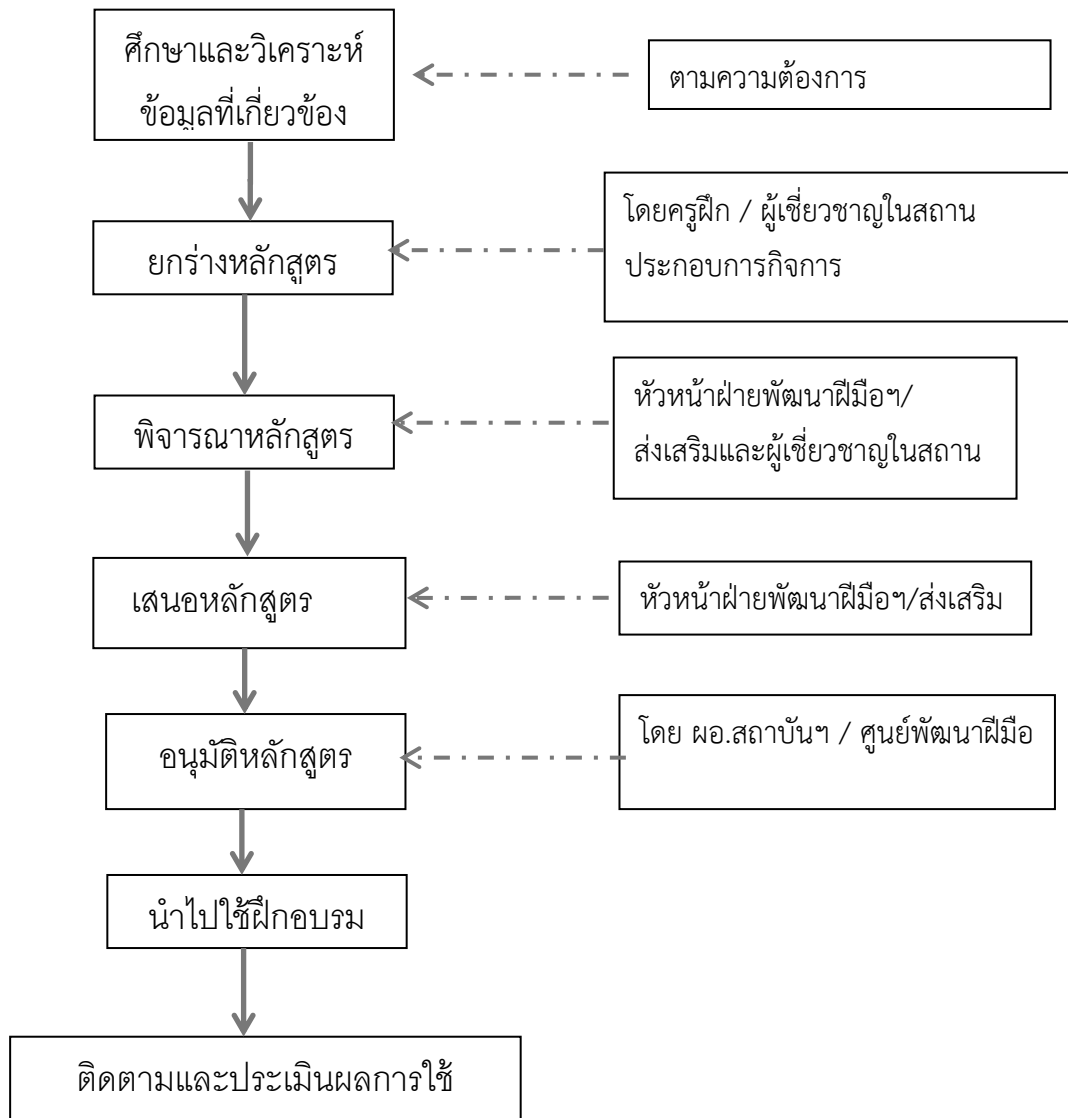 ศึกษาและวิเคราะห์
ข้อมูลที่เกี่ยวข้อง
ตามความต้องการ
ยกร่างหลักสูตร
โดยครูฝึก / ผู้เชี่ยวชาญในสถาน
ประกอบการกิจการ
พิจารณาหลักสูตร
หัวหน้าฝ่ายพัฒนาฝีมือฯ/
ส่งเสริมและผู้เชี่ยวชาญในสถาน
เสนอหลักสูตร
หัวหน้าฝ่ายพัฒนาฝีมือฯ/ส่งเสริม
อนุมัติหลักสูตร
โดย ผอ.สถาบันฯ / ศูนย์พัฒนาฝีมือ
นำไปใช้ฝึกอบรม
ติดตามและประเมินผลการใช้